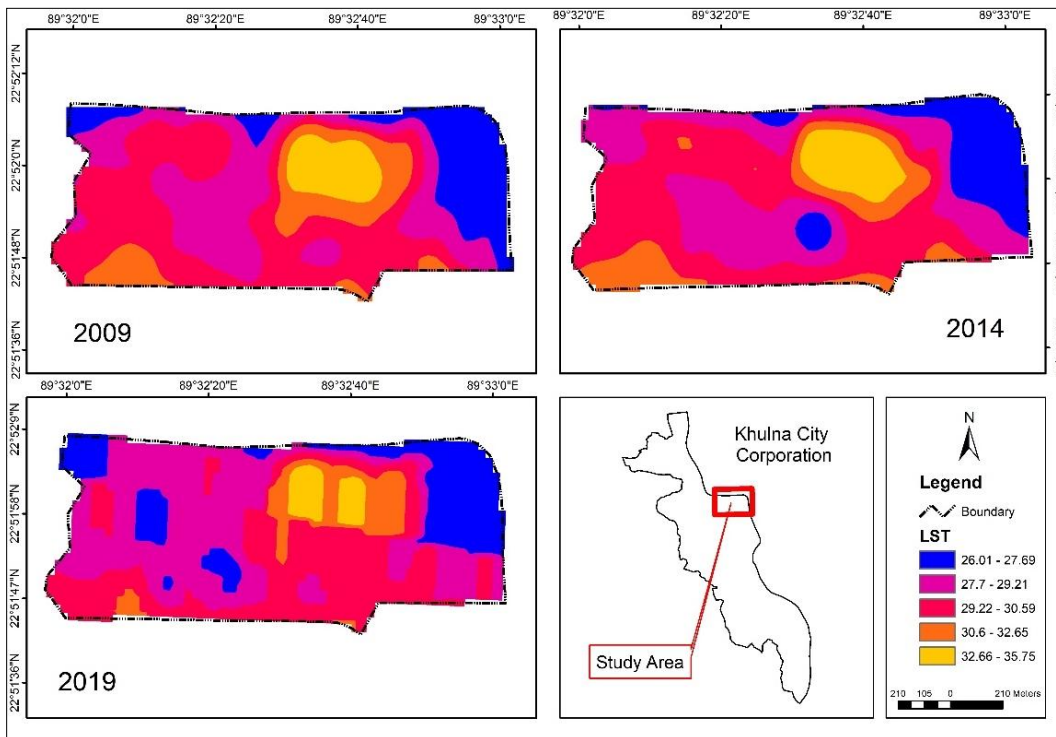 89°32'0"E 89°32'20"E 89°32'40"E 89°33'0"E
22°52'12"N
22°52'0"N
22°51'48"N
22°51'36"N
2009
89°32'0"E 89°32'20"E 89°32'40"E 89°33'0"E
2014
89°32'0"E 89°32'20"E 89°32'40"E 89°33'0"E
22°52'9"N
22°51'58"N
22°51'47"N
22°51'36"N
2019
Khulna City
Corporation
Study Area
N
Legend
Boundary
LST
26.01 - 27.69
27.7 - 29.21
29.22 - 30.59
30.6 - 32.65
32.66 - 35.75
210 105 0 210 Meters